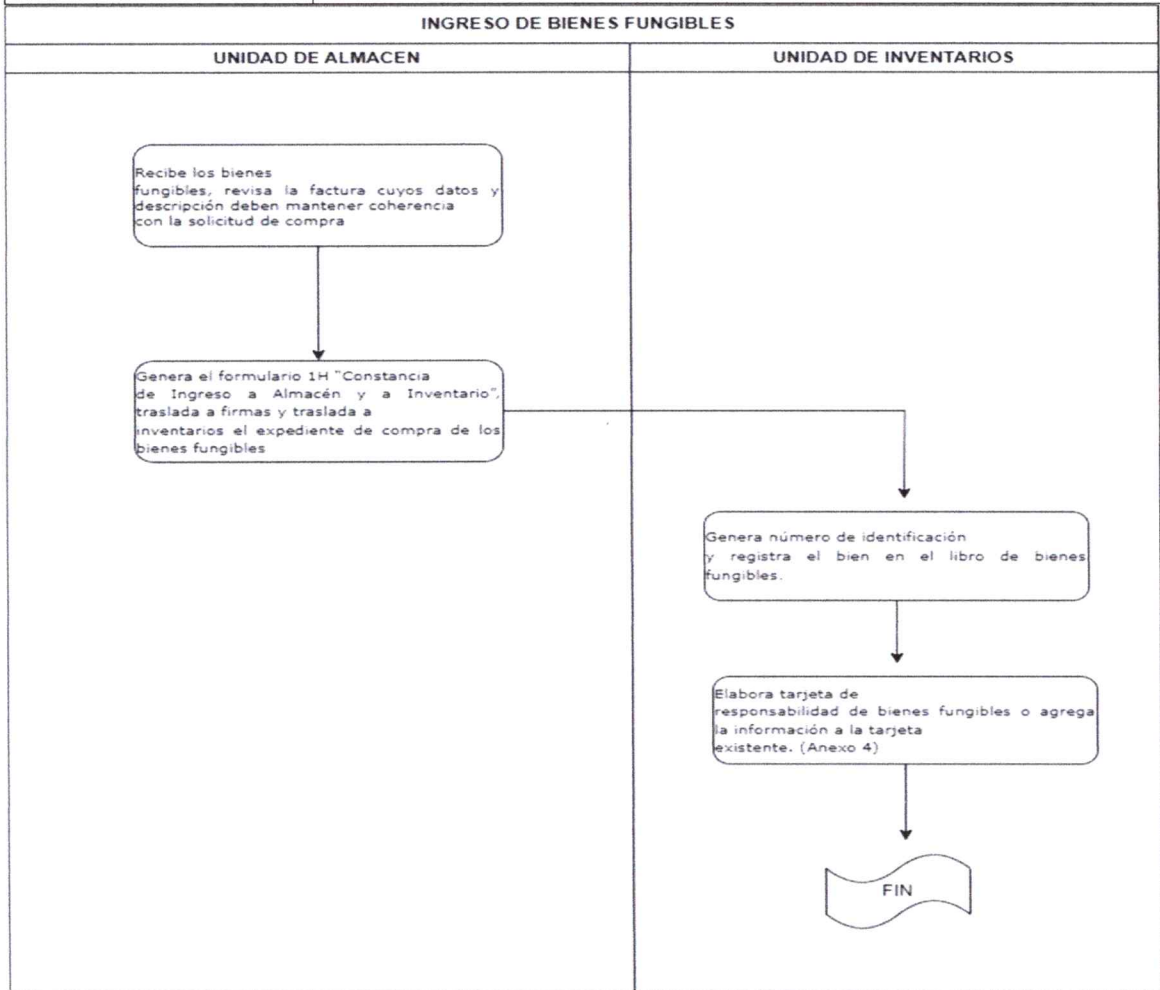 INGRESO DE BIENES FUNGIBLES
UNIDAD DE ALMACEN
UNIDAD DE INVENTARIOS
Recibe los bienes
fungibles, revisa la factura cuyos datos y
descripción deben mantener coherencia
con la solicitud de compra
Genera el formulario 1H "Constancia
de Ingreso a Almacén y a Inventario",
traslada a firmas y traslada a
inventarios el expediente de compra de los
bienes fungibles
Genera número de identificación
y registra el bien en el libro de bienes
fungibles.
Elabora tarjeta de
responsabilidad de bienes fungibles o agrega
la información a la tarjeta
existente. (Anexo 4)
FIN